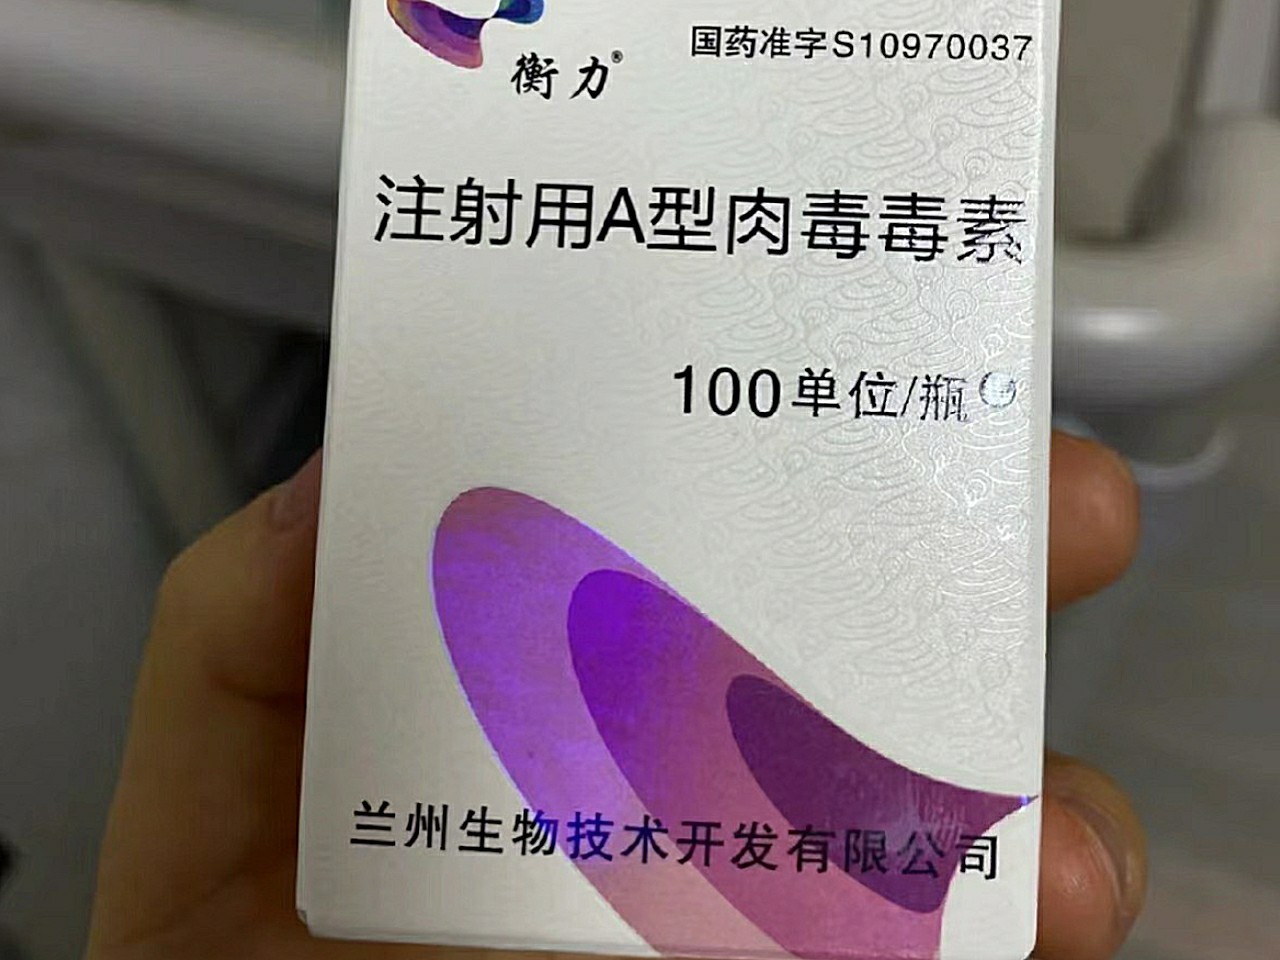 国药准字S10970037
衡力®
注射用A型肉毒毒素
100单位/瓶
兰州生物技术开发有限公司